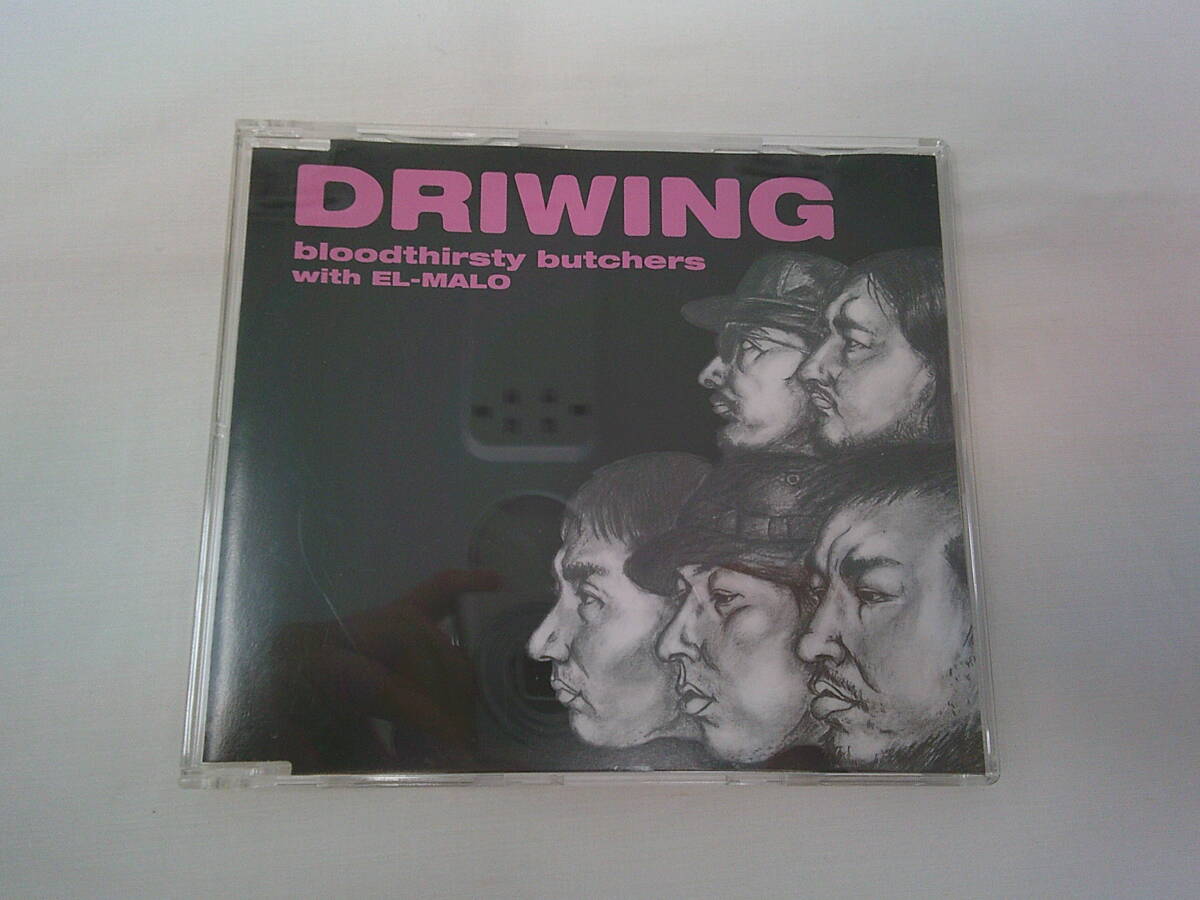 DRIWING
bloodthirsty butchers
with EL-MALO